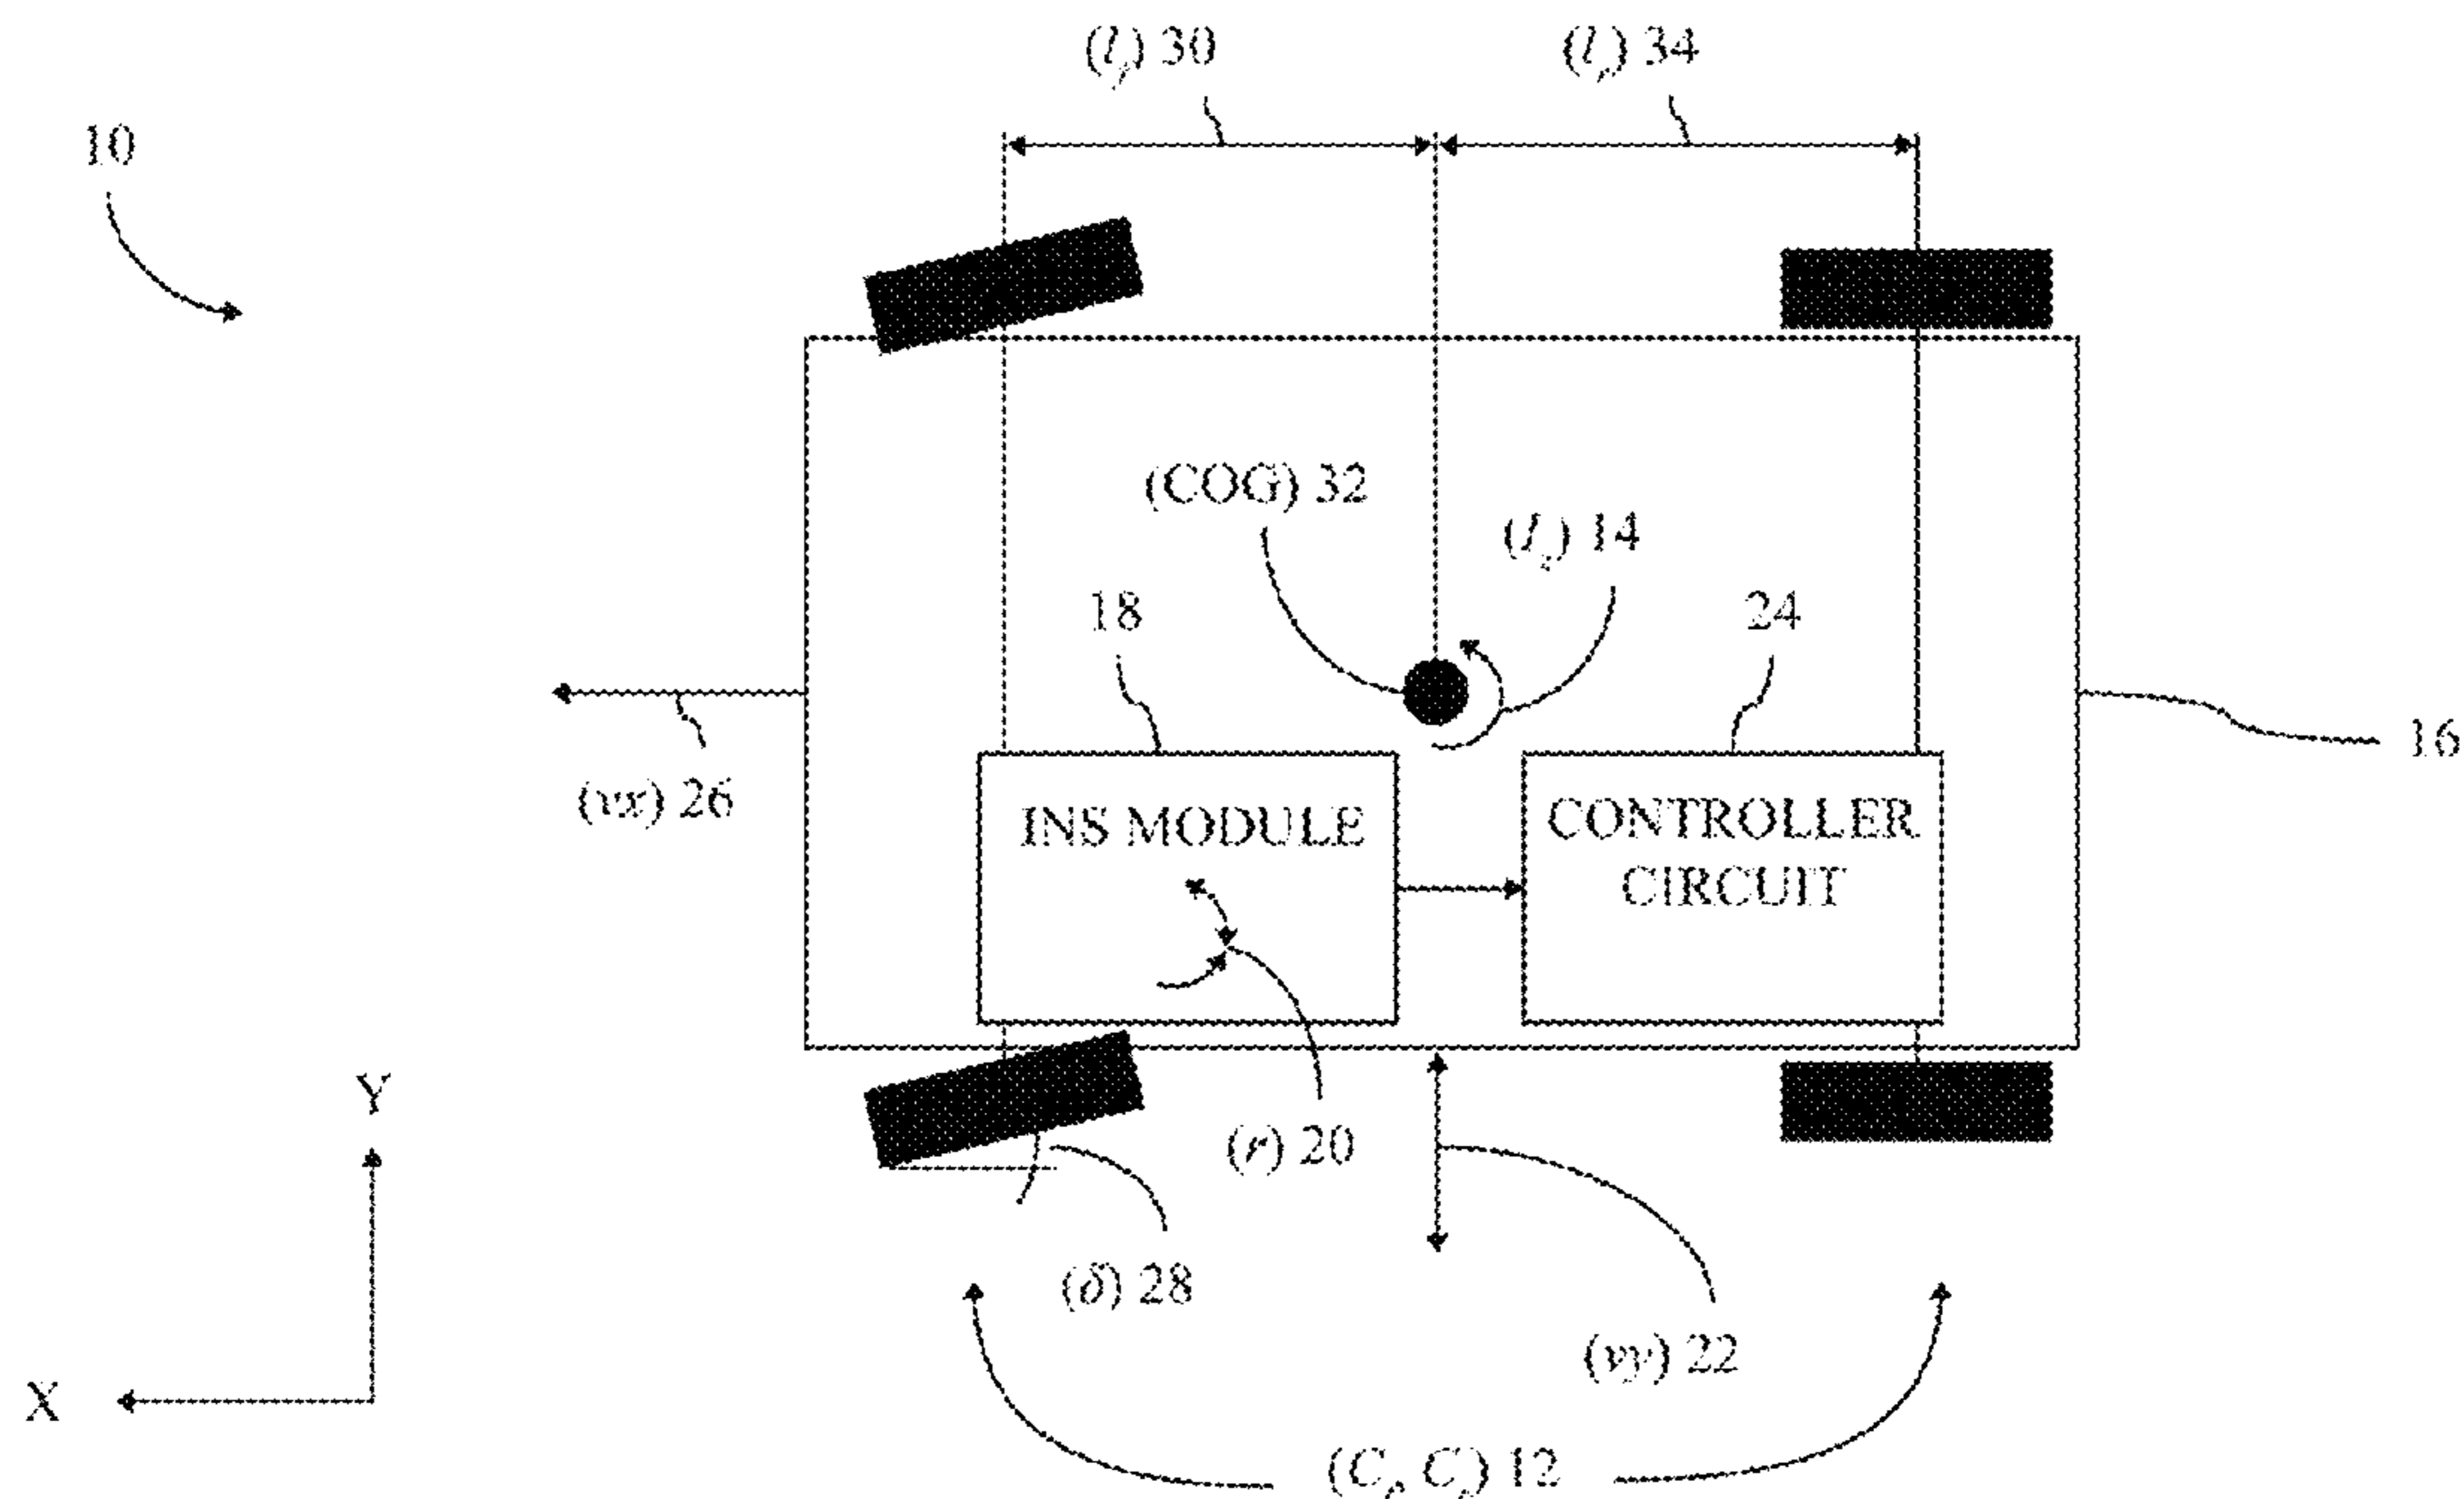 (l_f) 30
(l_r) 34
10
(COG) 32
(I_z) 14
18
24
16
(vx) 26
INS MODULE
CONTROLLER
CIRCUIT
Y
(r) 20
(δ) 28
(vy) 22
X
(C_f, C_r) 12